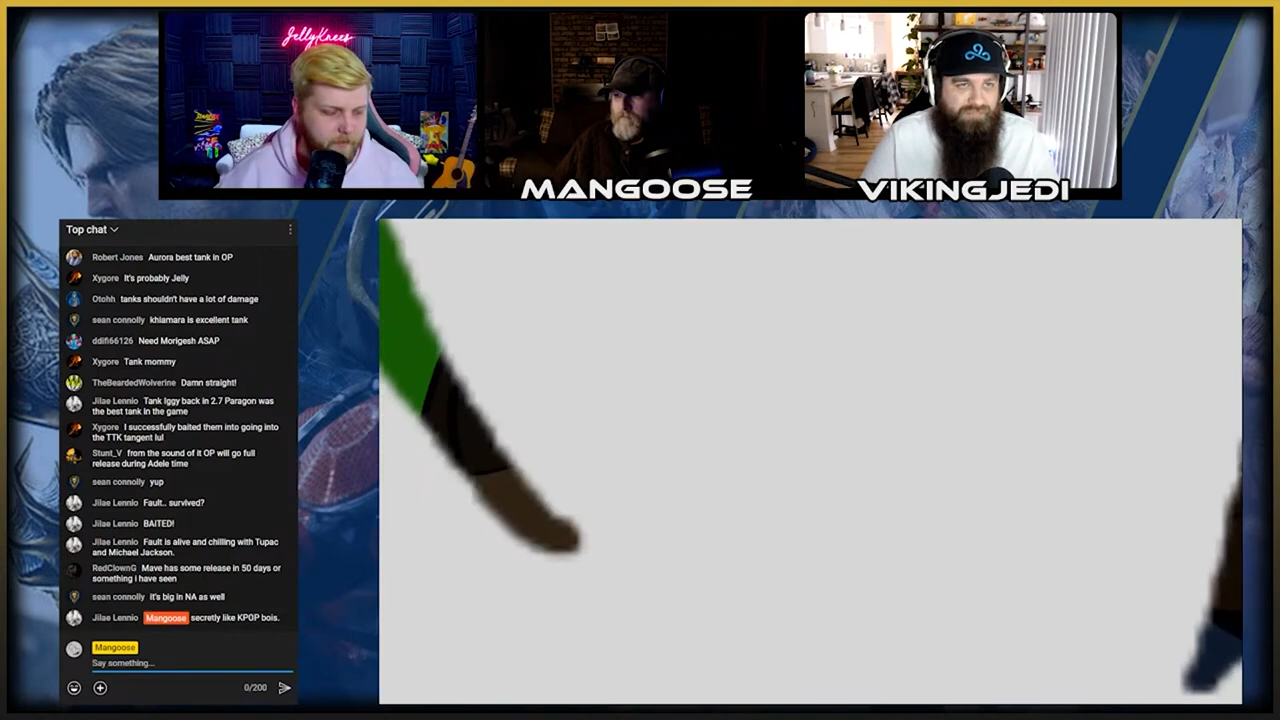 JellyKnees
MANGOOSE
VIKINGJEDI
Top chat
Robert Jones Aurora best tank in OP
Xygore It's probably Jelly
Otohh tanks shouldn't have a lot of damage
sean connolly khiamara is excellent tank
ddifi66126 Need Morigesh ASAP
Xygore Tank mommy
TheBeardedWolverine Damn straight!
Jilae Lennio Tank Iggy back in 2.7 Paragon was
the best tank in the game
Xygore I successfully baited them into going into
the TTK tangent lul
Stunt_V from the sound of it OP will go full
release during Adele time
sean connolly yup
Jilae Lennio Fault.. survived?
Jilae Lennio BAITED!
Jilae Lennio Fault is alive and chilling with Tupac
and Michael Jackson.
RedClownG Mave has some release in 50 days or
something i have seen
sean connolly it's big in NA as well
Jilae Lennio Mangoose secretly like KPOP bois.
Mangoose
Say something...
0/200